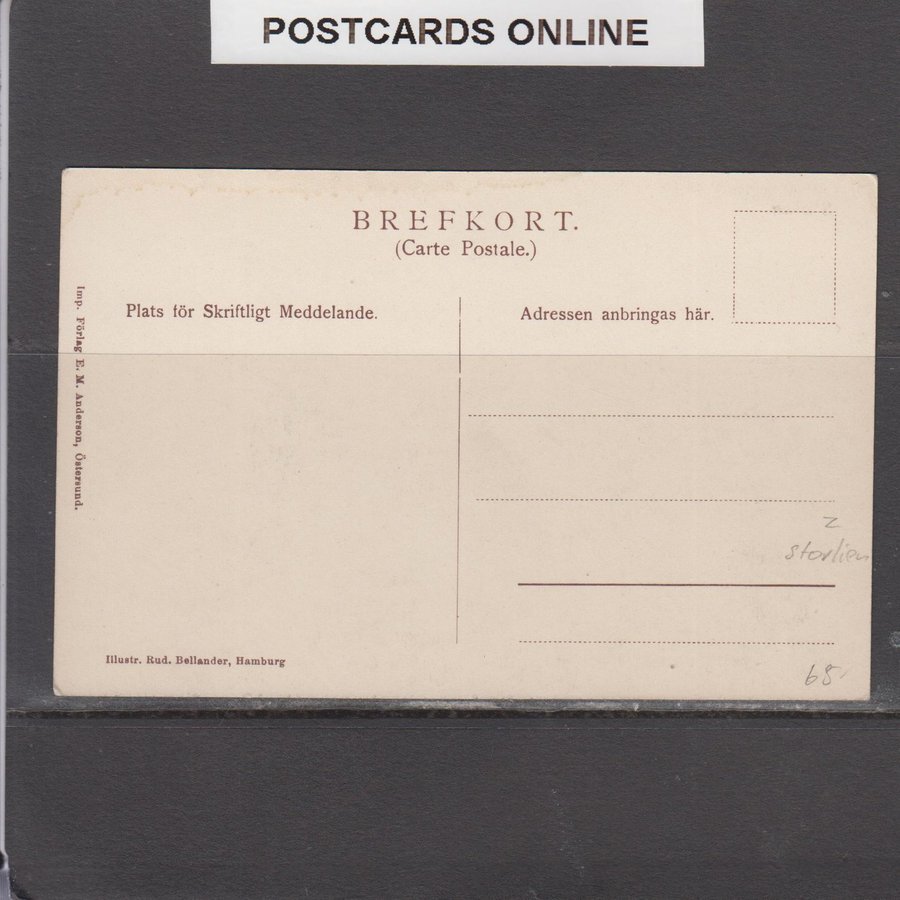 POSTCARDS ONLINE
BREFKORT.
(Carte Postale.)
Plats för Skriftligt Meddelande.
Adressen anbringas här.
Imp. Förlag E. M. Anderson, Östersund.
z
storlien
Illustr. Rud. Bellander, Hamburg
65